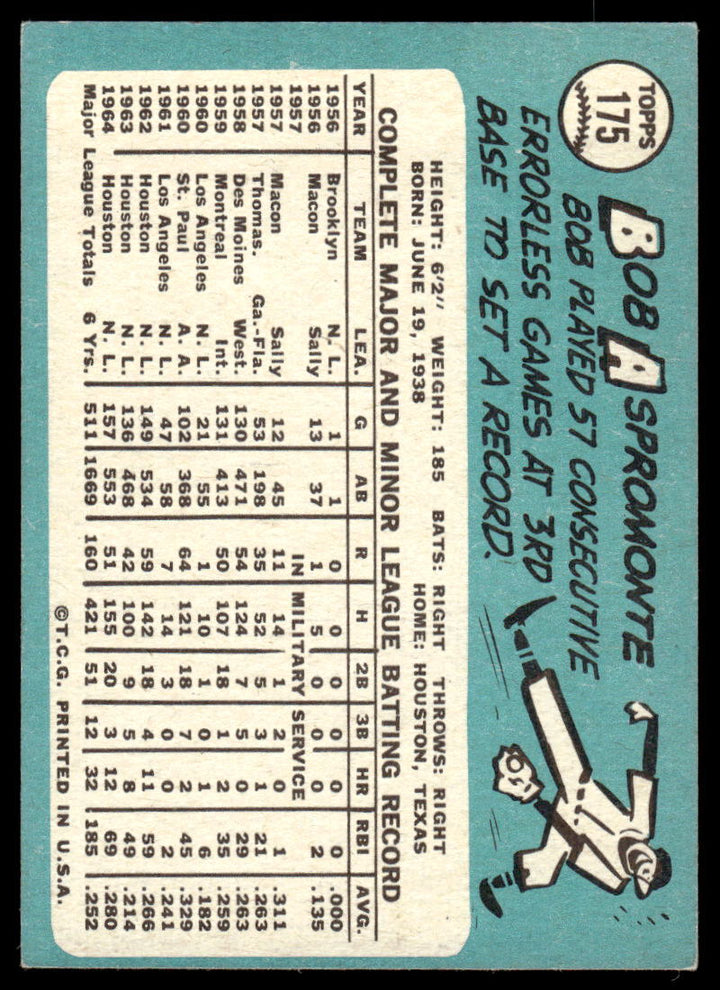 TOPPS
175
BOB ASPROMONTE
BOB PLAYED 57 CONSECUTIVE
ERRORLESS GAMES AT 3RD
BASE TO SET A RECORD.
HEIGHT: 6'2" WEIGHT: 185 BATS: RIGHT THROWS: RIGHT
BORN: JUNE 19, 1938 HOME: HOUSTON, TEXAS
COMPLETE MAJOR AND MINOR LEAGUE BATTING RECORD
YEAR TEAM LEA. G AB R H 2B 3B HR RBI AVG.
1956 Brooklyn N. L. 1 1 0 0 0 0 0 0 .000
1956 Macon Sally 13 37 1 5 0 0 0 2 .135
1957 IN MILITARY SERVICE
1957 Macon Sally 12 45 11 14 1 2 0 1 .311
1957 Thomas. Ga.-Fla. 53 198 35 52 5 3 1 21 .263
1958 Des Moines West. 130 471 54 124 7 5 0 29 .263
1959 Montreal Int. 131 413 50 107 18 1 2 35 .259
1960 Los Angeles N. L. 21 55 1 10 1 0 1 6 .182
1960 St. Paul A. A. 102 368 64 121 18 7 2 45 .329
1961 Los Angeles N. L. 47 58 7 14 3 0 0 2 .241
1962 Houston N. L. 149 534 59 142 18 4 11 59 .266
1963 Houston N. L. 136 468 42 100 9 5 8 49 .214
1964 Houston N. L. 157 553 51 155 20 3 12 69 .280
Major League Totals 6 Yrs. 511 1669 160 421 51 12 32 185 .252
©T.C.G. PRINTED IN U.S.A.